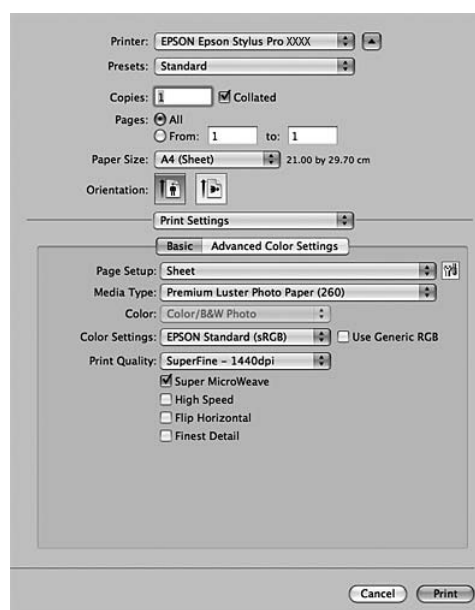 Printer: EPSON Epson Stylus Pro XXXX
Presets: Standard
Copies: 1 Collated
Pages: All
From: 1 to: 1
Paper Size: A4 (Sheet) 21.00 by 29.70 cm
Orientation:
Print Settings
Basic Advanced Color Settings
Page Setup: Sheet
Media Type: Premium Luster Photo Paper (260)
Color: Color/B&W Photo
Color Settings: EPSON Standard (sRGB) Use Generic RGB
Print Quality: SuperFine - 1440dpi
Super MicroWeave
High Speed
Flip Horizontal
Finest Detail
Cancel Print